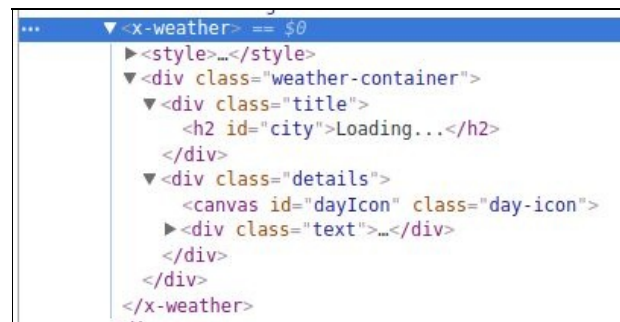 ... ▼<x-weather> == $0
▶<style>…</style>
▼<div class="weather-container">
▼<div class="title">
<h2 id="city">Loading...</h2>
</div>
▼<div class="details">
<canvas id="dayIcon" class="day-icon">
▶<div class="text">…</div>
</div>
</div>
</x-weather>